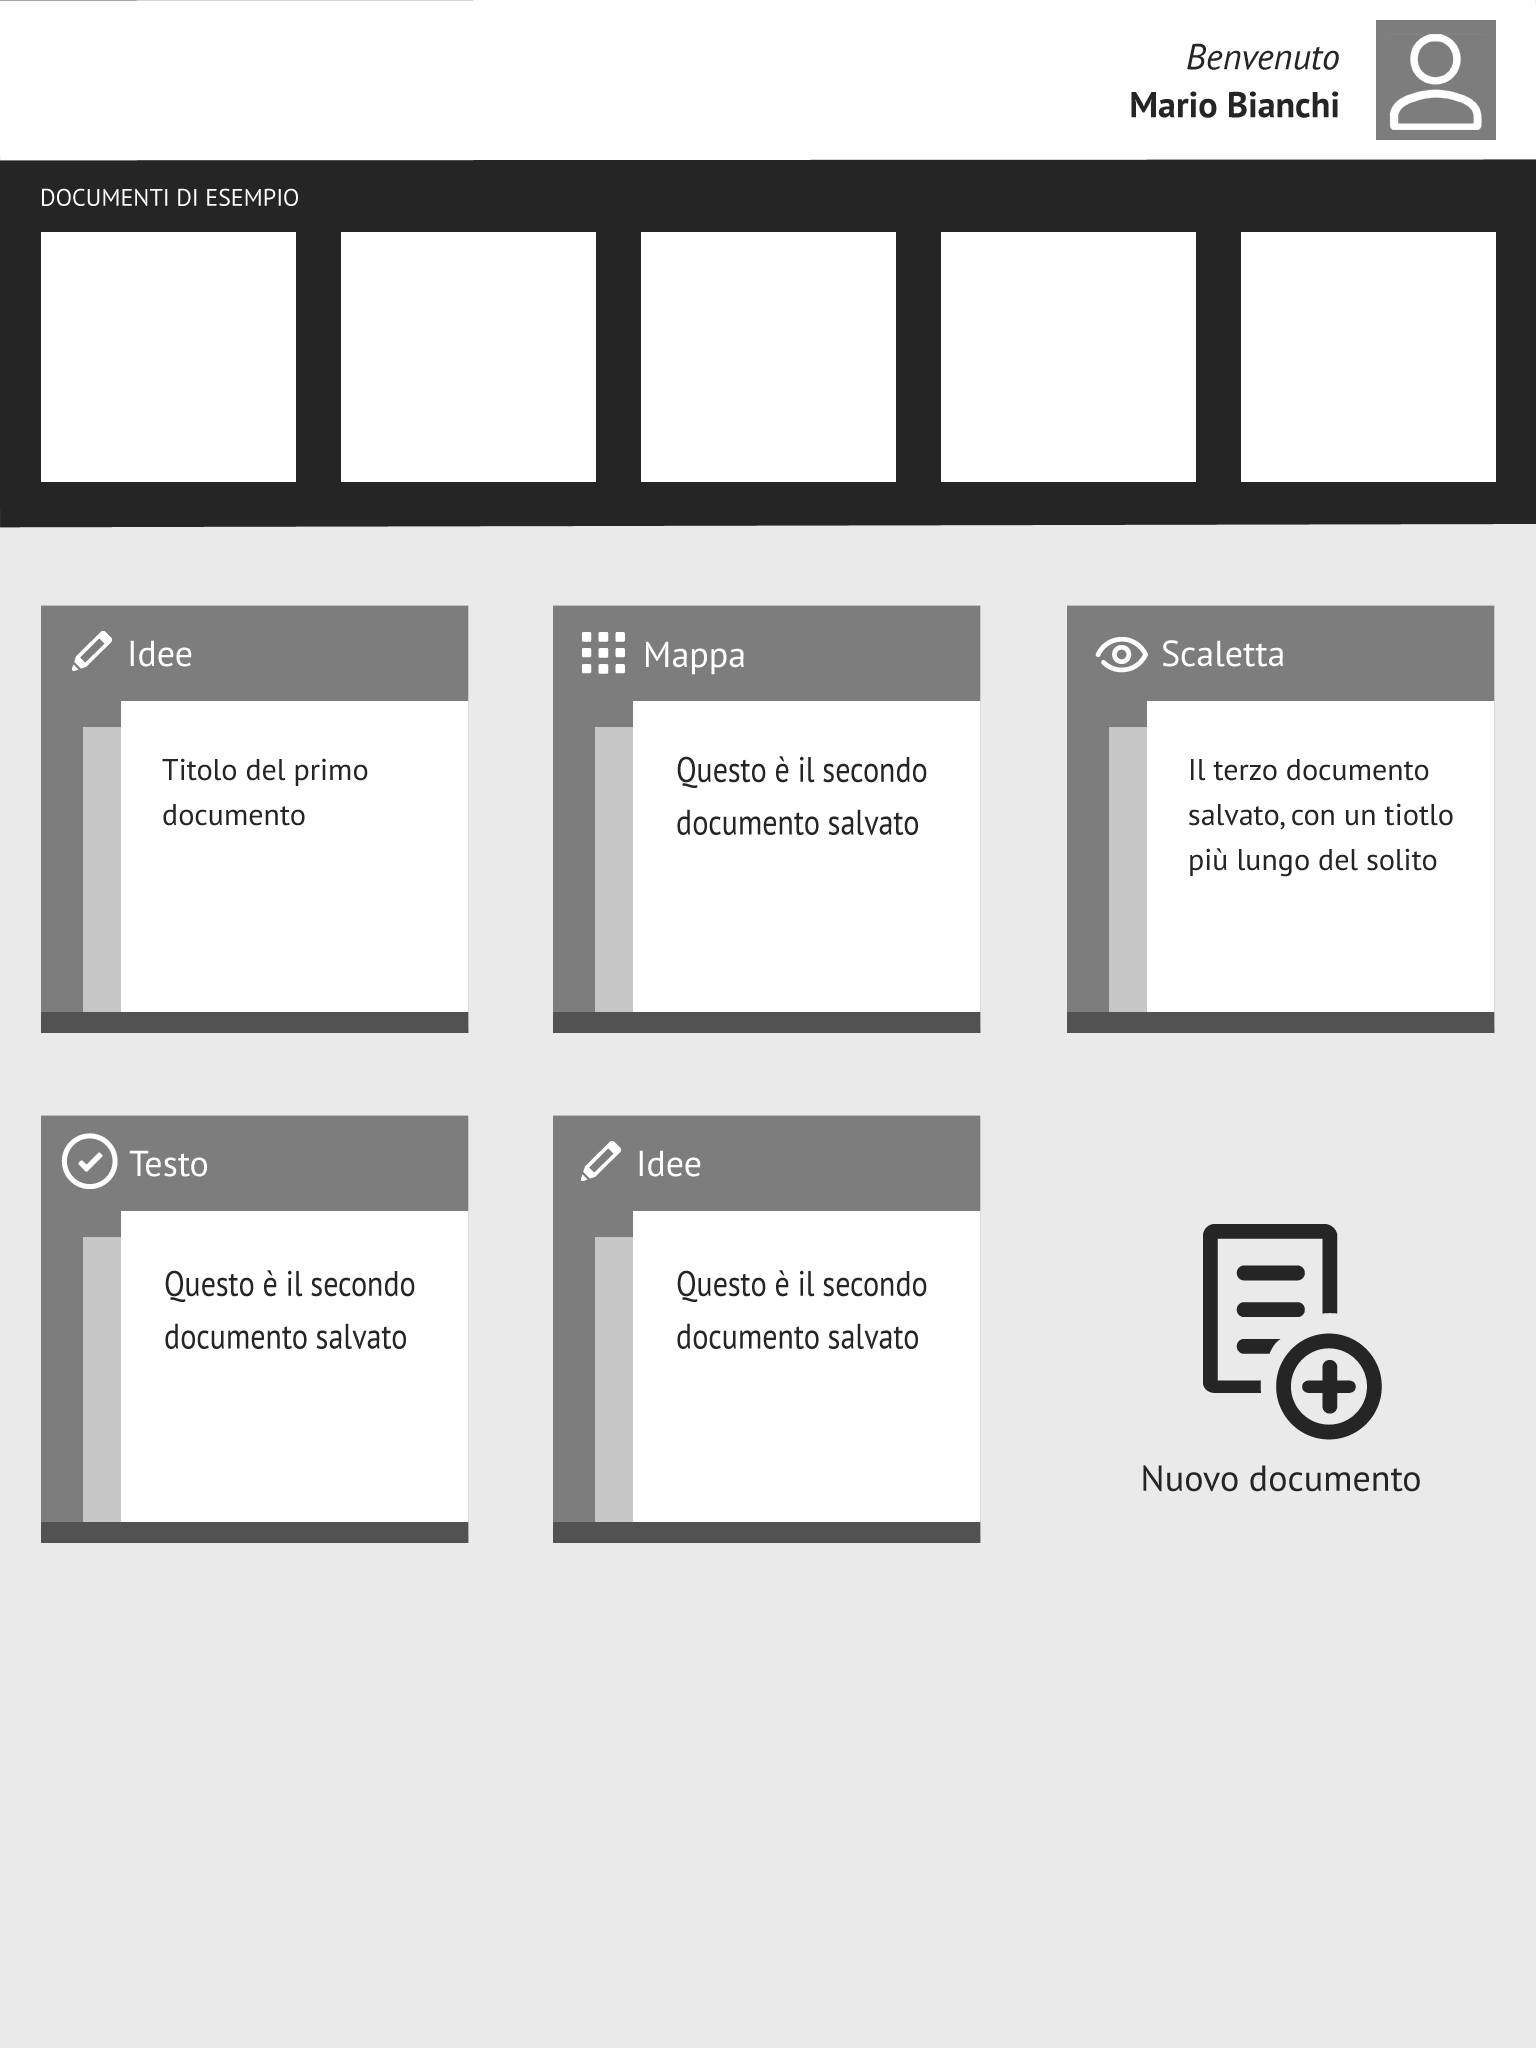 Benvenuto
Mario Bianchi
DOCUMENTI DI ESEMPIO
Idee
Titolo del primo
documento
Mappa
Questo è il secondo
documento salvato
Scaletta
Il terzo documento
salvato, con un tiotlo
più lungo del solito
Testo
Questo è il secondo
documento salvato
Idee
Questo è il secondo
documento salvato
Nuovo documento